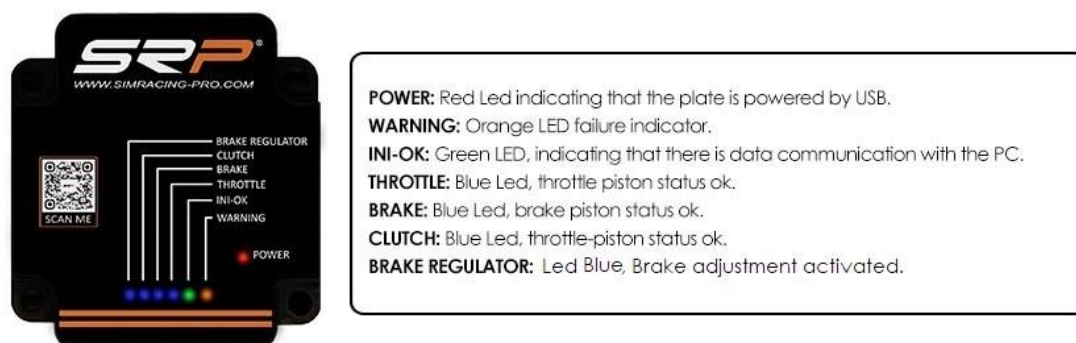 SRP®
WWW.SIMRACING-PRO.COM
BRAKE REGULATOR
CLUTCH
BRAKE
THROTTLE
INI-OK
WARNING
SCAN ME
POWER
POWER: Red Led indicating that the plate is powered by USB.
WARNING: Orange LED failure indicator.
INI-OK: Green LED, indicating that there is data communication with the PC.
THROTTLE: Blue Led, throttle piston status ok.
BRAKE: Blue Led, brake piston status ok.
CLUTCH: Blue Led, throttle-piston status ok.
BRAKE REGULATOR: Led Blue, Brake adjustment activated.